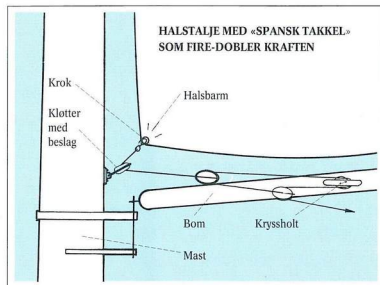 HALSTALJE MED «SPANSK TAKKEL»
SOM FIRE-DOBLER KRAFTEN
Krok
Halsbarm
Kløtter
med
beslag
Bom
Kryssholt
Mast